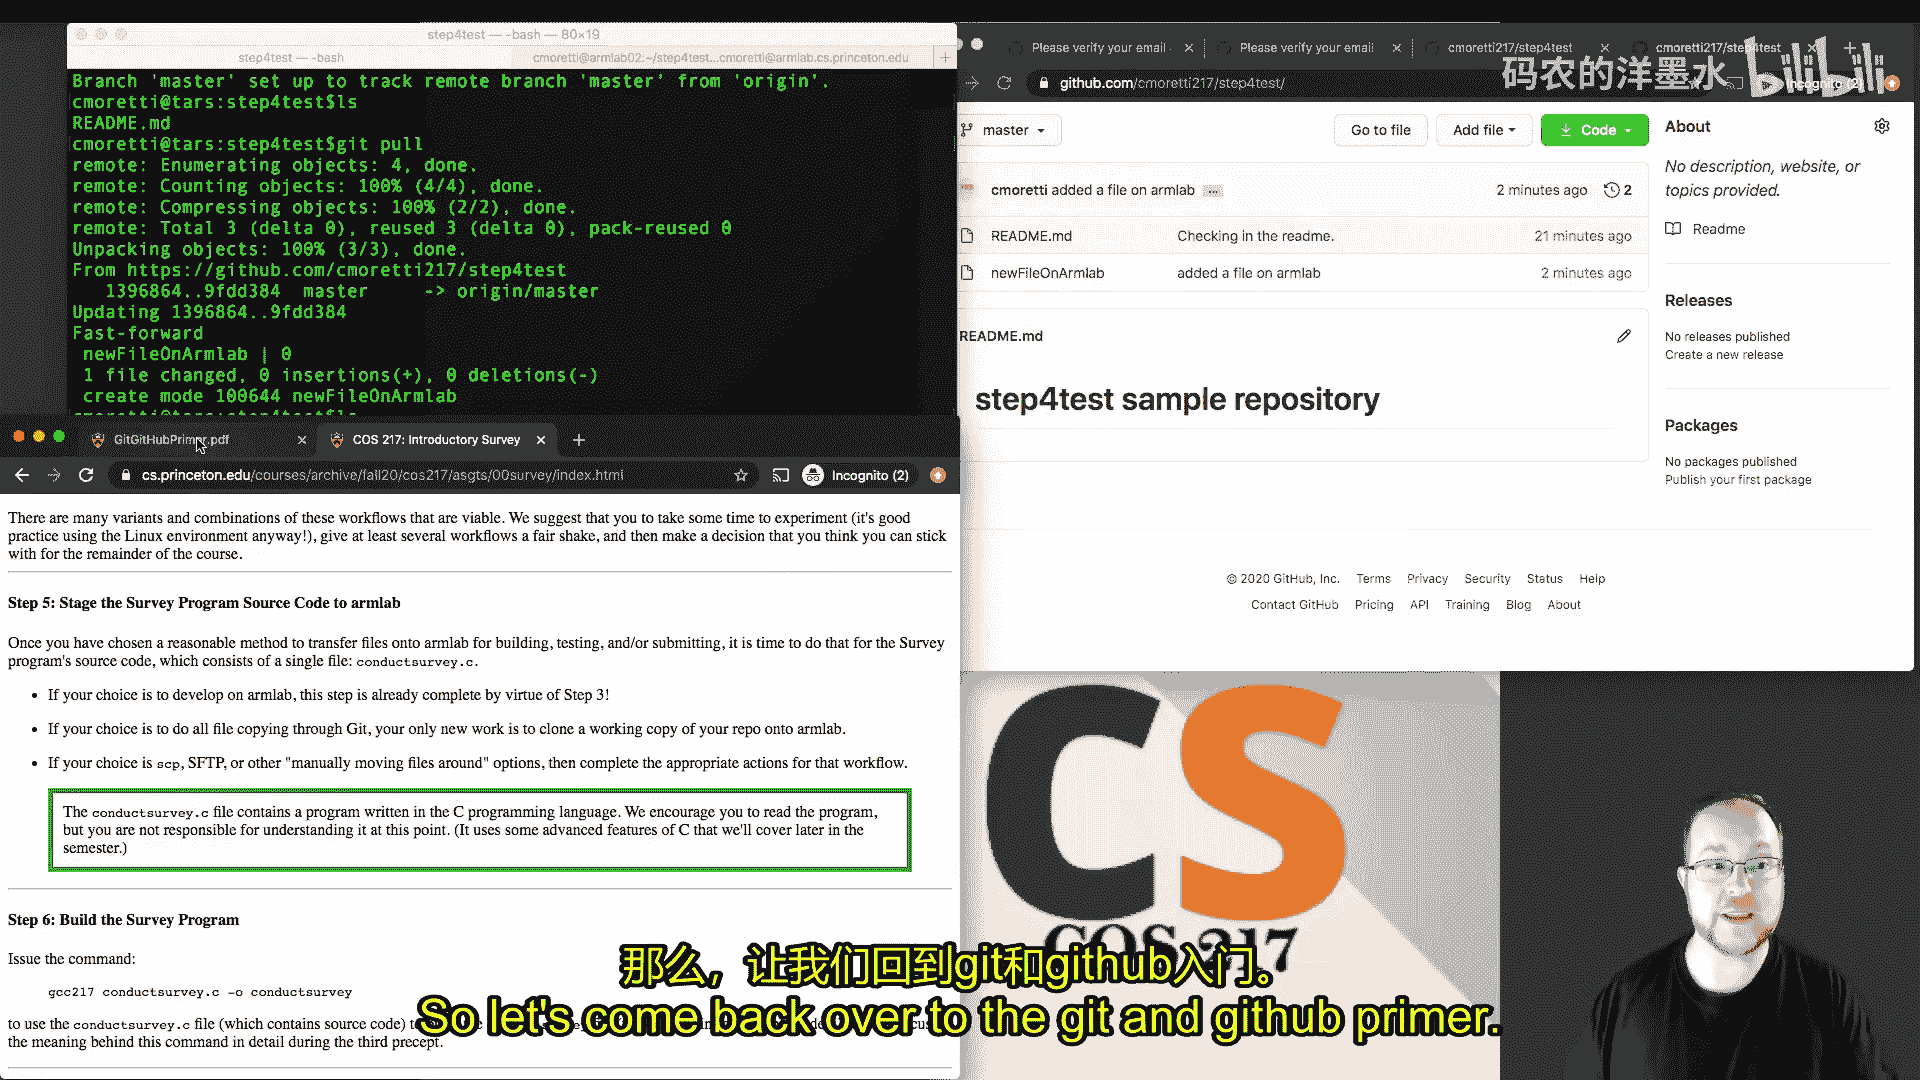 step4test — -bash — 80×19
step4test — -bash
cmoretti@armlab02:~/step4test...cmoretti@armlab.cs.princeton.edu
Branch 'master' set up to track remote branch 'master' from 'origin'.
cmoretti@tars:step4test$ls
README.md
cmoretti@tars:step4test$git pull
remote: Enumerating objects: 4, done.
remote: Counting objects: 100% (4/4), done.
remote: Compressing objects: 100% (2/2), done.
remote: Total 3 (delta 0), reused 3 (delta 0), pack-reused 0
Unpacking objects: 100% (3/3), done.
From https://github.com/cmoretti217/step4test
1396864..9fdd384 master -> origin/master
Updating 1396864..9fdd384
Fast-forward
newFileOnArmlab | 0
1 file changed, 0 insertions(+), 0 deletions(-)
create mode 100644 newFileOnArmlab
cmoretti@tars:step4test$ls
Please verify your email
Please verify your email
cmoretti217/step4test
cmoretti217/step4test
码农的洋墨水 bilibili
github.com/cmoretti217/step4test/
Incognito (2)
master
Go to file
Add file
Code
cmoretti added a file on armlab ...
2 minutes ago
2
README.md
Checking in the readme.
21 minutes ago
newFileOnArmlab
added a file on armlab
2 minutes ago
README.md
step4test sample repository
About
No description, website, or
topics provided.
Readme
Releases
No releases published
Create a new release
Packages
No packages published
Publish your first package
© 2020 GitHub, Inc. Terms Privacy Security Status Help
Contact GitHub Pricing API Training Blog About
GitGitHubPrimer.pdf
COS 217: Introductory Survey
cs.princeton.edu/courses/archive/fall20/cos217/asgts/00survey/index.html
Incognito (2)
There are many variants and combinations of these workflows that are viable. We suggest that you to take some time to experiment (it's good
practice using the Linux environment anyway!), give at least several workflows a fair shake, and then make a decision that you think you can stick
with for the remainder of the course.
Step 5: Stage the Survey Program Source Code to armlab
Once you have chosen a reasonable method to transfer files onto armlab for building, testing, and/or submitting, it is time to do that for the Survey
program's source code, which consists of a single file: conductsurvey.c.
• If your choice is to develop on armlab, this step is already complete by virtue of Step 3!
• If your choice is to do all file copying through Git, your only new work is to clone a working copy of your repo onto armlab.
• If your choice is scp, SFTP, or other "manually moving files around" options, then complete the appropriate actions for that workflow.
The conductsurvey.c file contains a program written in the C programming language. We encourage you to read the program,
but you are not responsible for understanding it at this point. (It uses some advanced features of C that we'll cover later in the
semester.)
Step 6: Build the Survey Program
Issue the command:
gcc217 conductsurvey.c -o conductsurvey
to use the conductsurvey.c file (which contains source code)
the meaning behind this command in detail during the third precept.
CS
COS 217
那么，让我们回到git和github入门。
So let's come back over to the git and github primer.